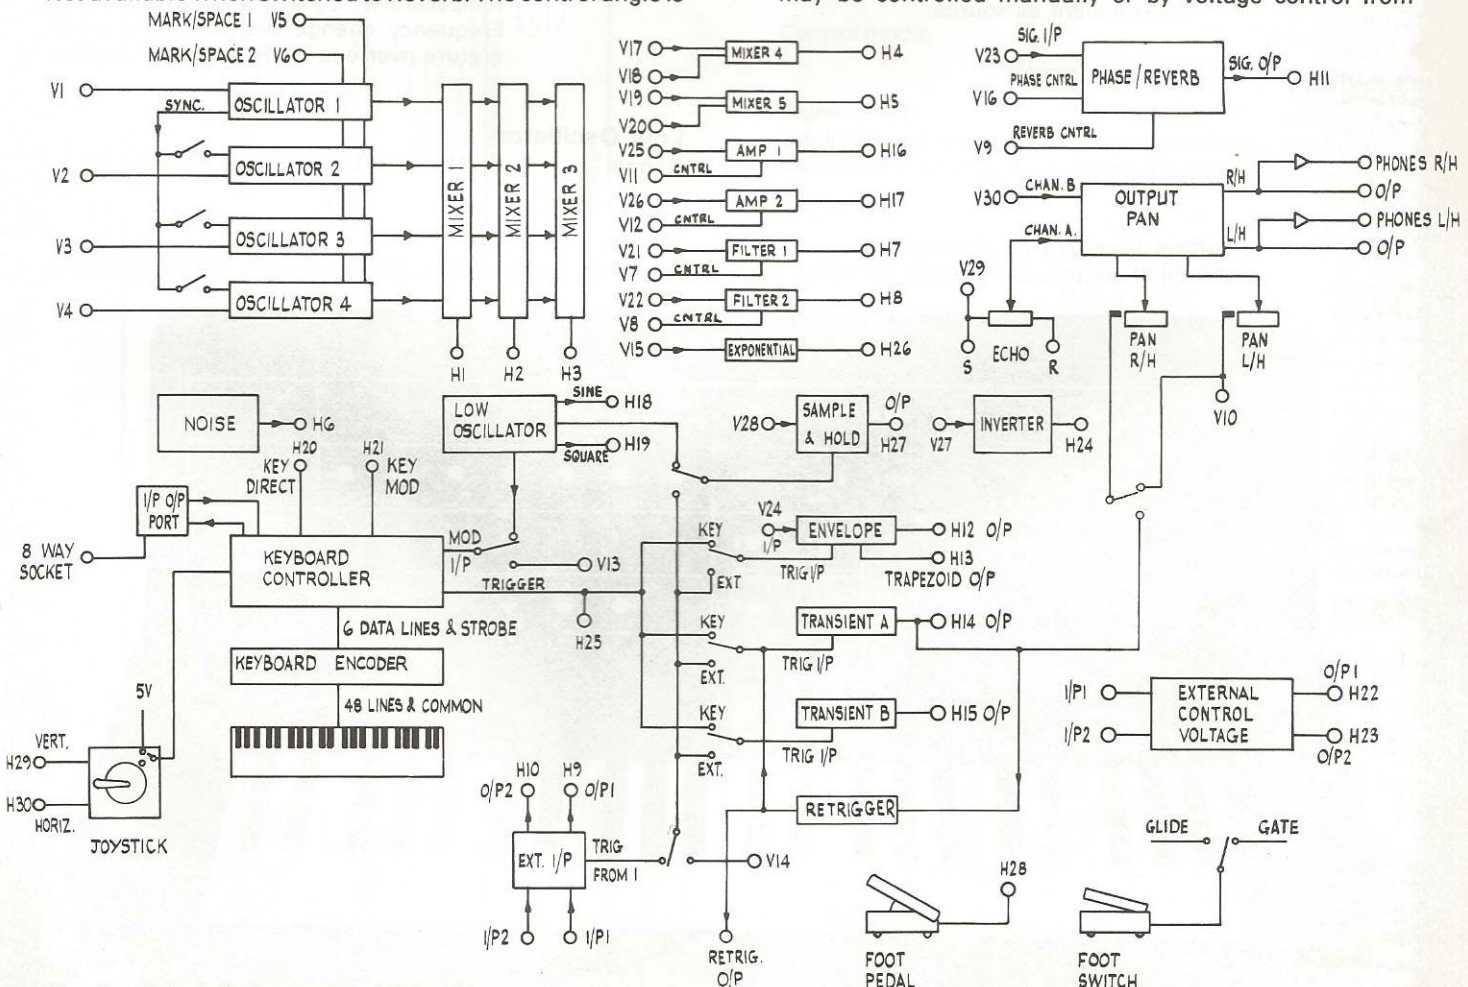 MARK/SPACE 1 V5
MARK/SPACE 2 V6
V1
SYNC.
OSCILLATOR 1
V2
OSCILLATOR 2
V3
OSCILLATOR 3
V4
OSCILLATOR 4
MIXER 1
MIXER 2
MIXER 3
H1
H2
H3
V17
V18
MIXER 4
H4
V19
V20
MIXER 5
H5
V25
AMP 1
H16
V11
CNTRL
V26
AMP 2
H17
V12
CNTRL
V21
FILTER 1
H7
V7
CNTRL
V22
FILTER 2
H8
V8
CNTRL
V15
EXPONENTIAL
H26
V23
SIG. I/P
PHASE CNTRL
V16
PHASE/REVERB
SIG. O/P
H11
REVERB CNTRL
V9
V30
CHAN. B
CHAN. A.
OUTPUT
PAN
R/H
L/H
PHONES R/H
O/P
PHONES L/H
O/P
V29
S
ECHO
R
PAN
R/H
PAN
L/H
V10
NOISE
H6
LOW
OSCILLATOR
SINE
H18
H19
SQUARE
V28
SAMPLE
& HOLD
O/P
H27
V27
INVERTER
H24
H20
KEY
DIRECT
H21
KEY
MOD
I/P O/P
PORT
8 WAY
SOCKET
KEYBOARD
CONTROLLER
MOD
I/P
V13
TRIGGER
H25
6 DATA LINES & STROBE
KEYBOARD ENCODER
48 LINES & COMMON
5V
VERT.
H29
H30
HORIZ.
JOYSTICK
V24
I/P
KEY
EXT.
ENVELOPE
H12 O/P
H13
TRIG I/P
TRAPEZOID O/P
KEY
EXT.
TRANSIENT A
H14 O/P
TRIG I/P
KEY
EXT.
TRANSIENT B
H15 O/P
TRIG I/P
RETRIGGER
H10
O/P2
H9
O/P1
EXT. I/P
TRIG
FROM 1
V14
I/P2
I/P1
RETRIG.
O/P
I/P1
I/P2
EXTERNAL
CONTROL
VOLTAGE
O/P1
H22
H23
O/P2
H28
FOOT
PEDAL
GLIDE
GATE
FOOT
SWITCH